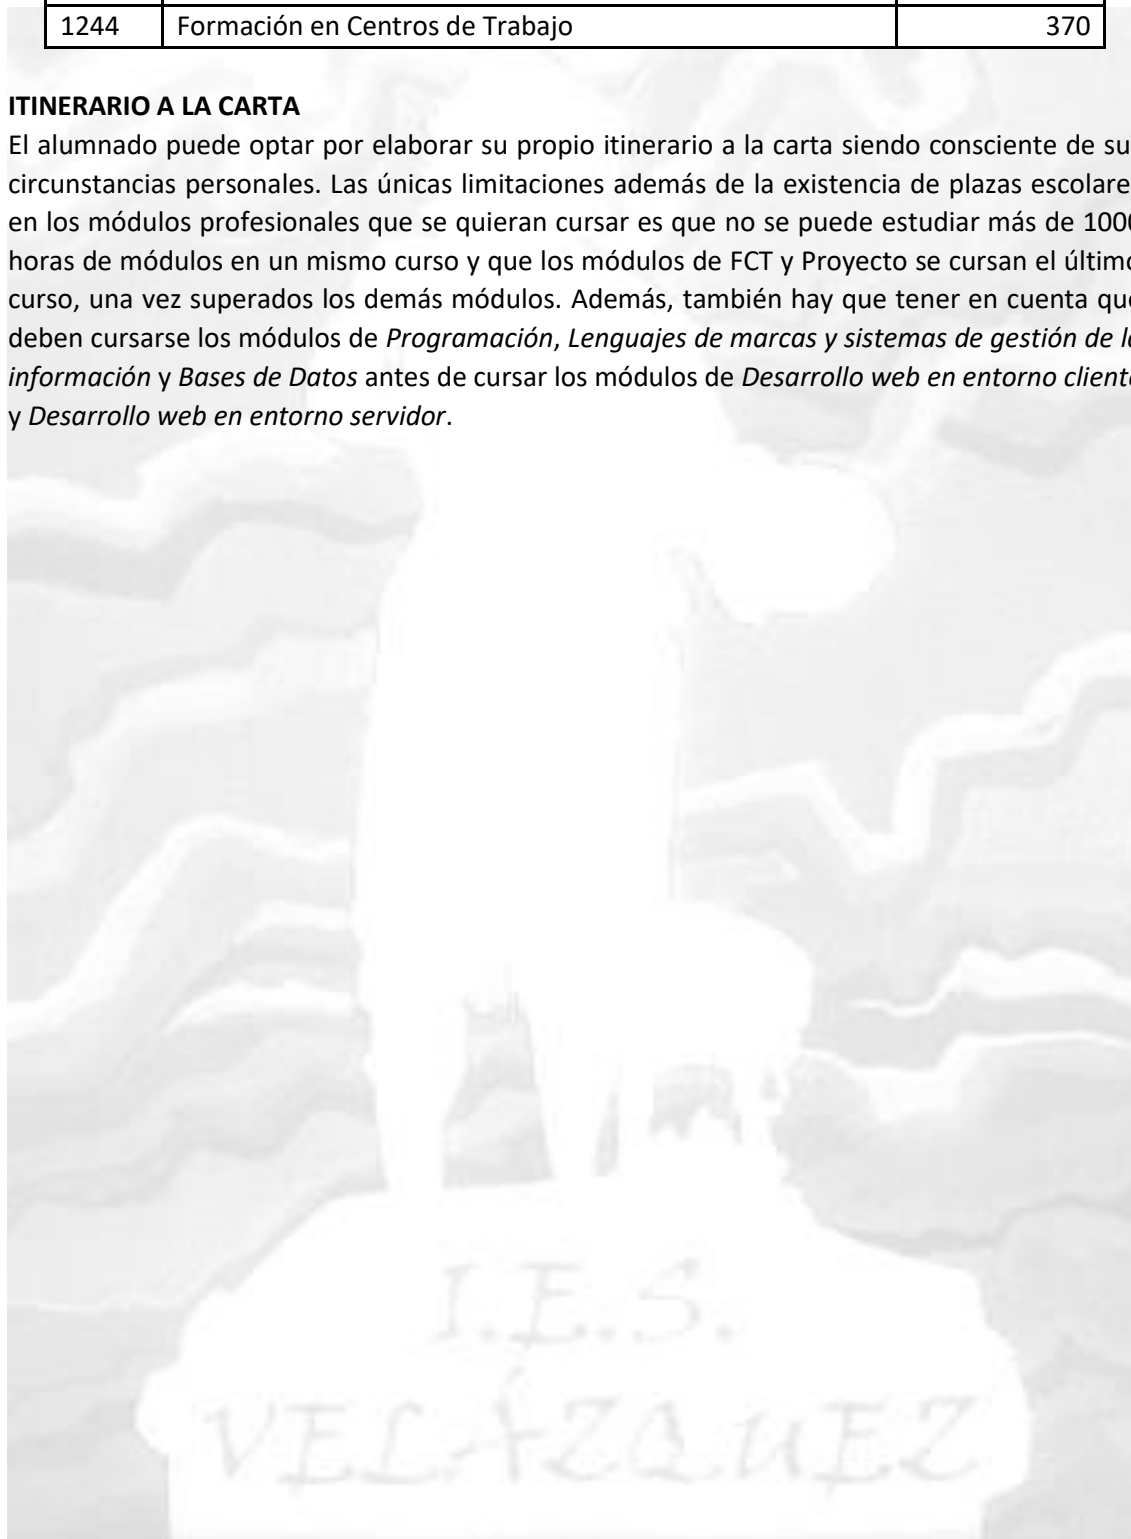 1244 Formación en Centros de Trabajo 370
ITINERARIO A LA CARTA
El alumnado puede optar por elaborar su propio itinerario a la carta siendo consciente de su
circunstancias personales. Las únicas limitaciones además de la existencia de plazas escolare
en los módulos profesionales que se quieran cursar es que no se puede estudiar más de 1000
horas de módulos en un mismo curso y que los módulos de FCT y Proyecto se cursan el último
curso, una vez superados los demás módulos. Además, también hay que tener en cuenta que
deben cursarse los módulos de Programación, Lenguajes de marcas y sistemas de gestión de la
información y Bases de Datos antes de cursar los módulos de Desarrollo web en entorno cliente
y Desarrollo web en entorno servidor.
I.E.S.
VELÁZQUEZ